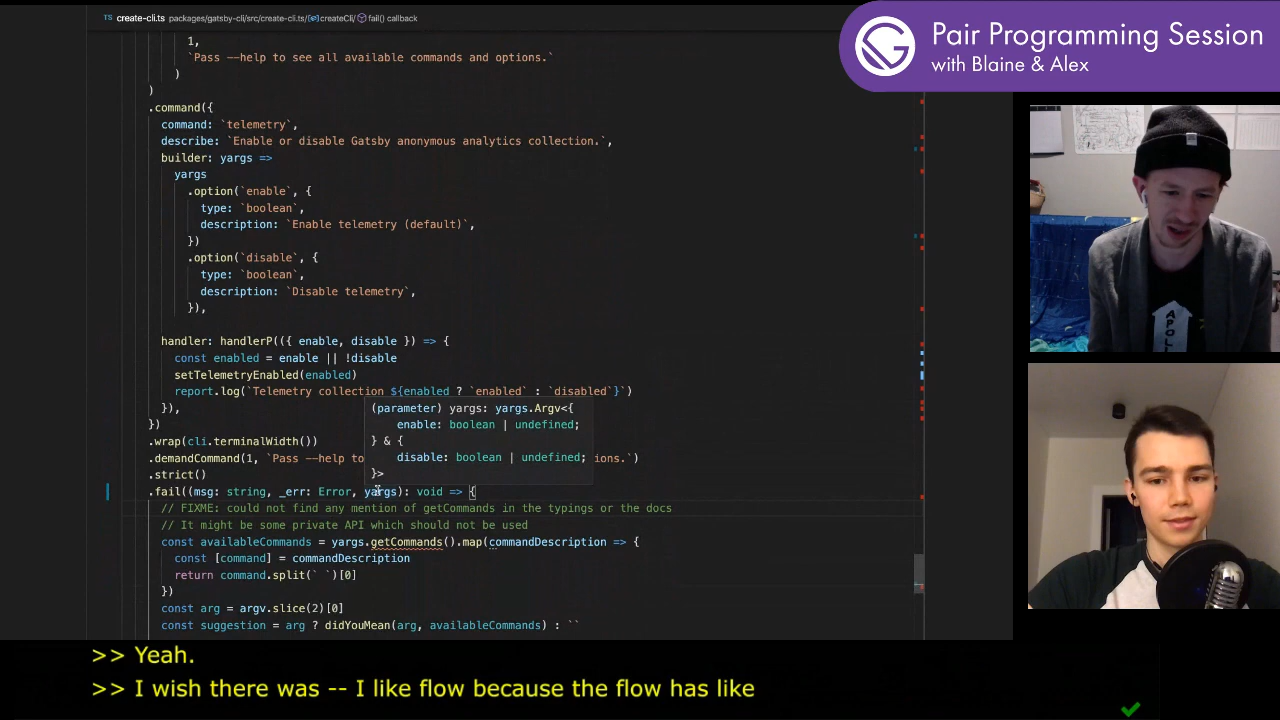 TS create-cli.ts packages/gatsby-cli/src/create-cli.ts/createCli/fail() callback
Pair Programming Session
with Blaine & Alex
1,
`Pass --help to see all available commands and options.`
)
)
.command({
command: `telemetry`,
describe: `Enable or disable Gatsby anonymous analytics collection.`,
builder: yargs =>
yargs
.option(`enable`, {
type: `boolean`,
description: `Enable telemetry (default)`,
})
.option(`disable`, {
type: `boolean`,
description: `Disable telemetry`,
}),
handler: handlerP(({ enable, disable }) => {
const enabled = enable || !disable
setTelemetryEnabled(enabled)
report.log(`Telemetry collection ${enabled ? `enabled` : `disabled`}`)
}),
})
(parameter) yargs: yargs.Argv<{
enable: boolean | undefined;
} & {
disable: boolean | undefined;
}>
.wrap(cli.terminalWidth())
.demandCommand(1, `Pass --help to ions.`)
.strict()
.fail((msg: string, _err: Error, yargs): void => {
// FIXME: could not find any mention of getCommands in the typings or the docs
// It might be some private API which should not be used
const availableCommands = yargs.getCommands().map(commandDescription => {
const [command] = commandDescription
return command.split(` `)[0]
})
const arg = argv.slice(2)[0]
const suggestion = arg ? didYouMean(arg, availableCommands) : ``
>> Yeah.
>> I wish there was -- I like flow because the flow has like